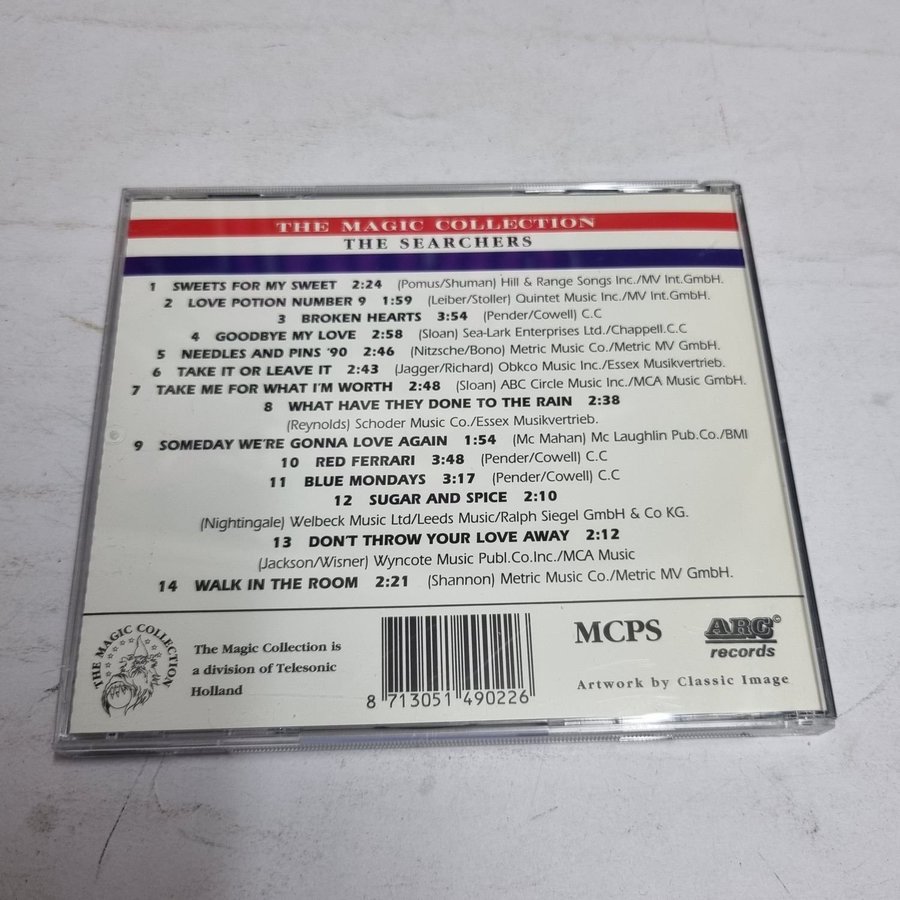 THE MAGIC COLLECTION
THE SEARCHERS
1 SWEETS FOR MY SWEET 2:24 (Pomus/Shuman) Hill & Range Songs Inc./MV Int.GmbH.
2 LOVE POTION NUMBER 9 1:59 (Leiber/Stoller) Quintet Music Inc./MV Int.GmbH.
3 BROKEN HEARTS 3:54 (Pender/Cowell) C.C
4 GOODBYE MY LOVE 2:58 (Sloan) Sea-Lark Enterprises Ltd./Chappell.C.C
5 NEEDLES AND PINS '90 2:46 (Nitzsche/Bono) Metric Music Co./Metric MV GmbH.
6 TAKE IT OR LEAVE IT 2:43 (Jagger/Richard) Obkco Music Inc./Essex Musikvertrieb.
7 TAKE ME FOR WHAT I'M WORTH 2:48 (Sloan) ABC Circle Music Inc./MCA Music GmbH.
8 WHAT HAVE THEY DONE TO THE RAIN 2:38
(Reynolds) Schoder Music Co./Essex Musikvertrieb.
9 SOMEDAY WE'RE GONNA LOVE AGAIN 1:54 (Mc Mahan) Mc Laughlin Pub.Co./BMI
10 RED FERRARI 3:48 (Pender/Cowell) C.C
11 BLUE MONDAYS 3:17 (Pender/Cowell) C.C
12 SUGAR AND SPICE 2:10
(Nightingale) Welbeck Music Ltd/Leeds Music/Ralph Siegel GmbH & Co KG.
13 DON'T THROW YOUR LOVE AWAY 2:12
(Jackson/Wisner) Wyncote Music Publ.Co.Inc./MCA Music
14 WALK IN THE ROOM 2:21 (Shannon) Metric Music Co./Metric MV GmbH.
THE MAGIC COLLECTION
The Magic Collection is
a division of Telesonic
Holland
8 713051 490226
MCPS
ARC©
records
Artwork by Classic Image